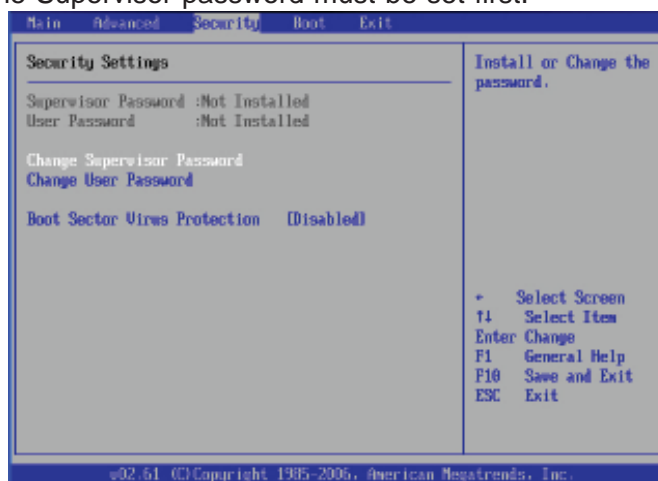 Supervisor password must be set first.
Main Advanced Security Boot Exit
Security Settings
Supervisor Password :Not Installed
User Password :Not Installed
Change Supervisor Password
Change User Password
Boot Sector Virus Protection [Disabled]
Install or Change the
password.
← Select Screen
↑↓ Select Item
Enter Change
F1 General Help
F10 Save and Exit
ESC Exit
v02.61 (C)Copyright 1985-2006, American Megatrends, Inc.